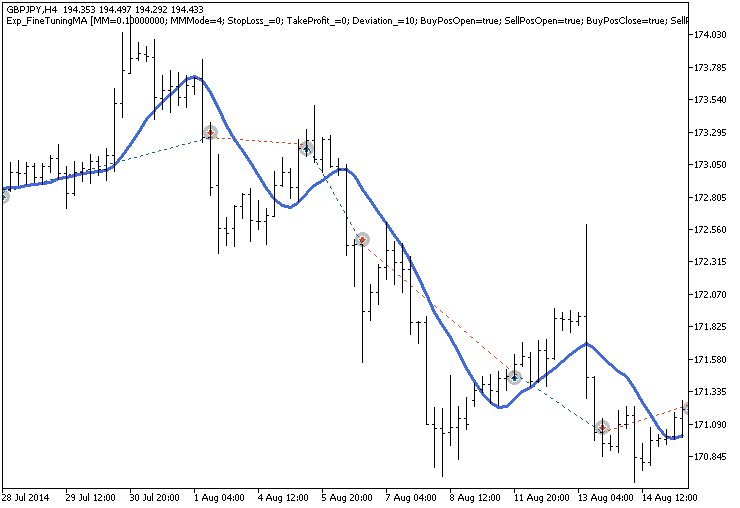 GBPJPY,H4 194.353 194.497 194.292 194.433
Exp_FineTuningMA [MM=0.10000000; MMMode=4; StopLoss_=0; TakeProfit_=0; Deviation_=10; BuyPosOpen=true; SellPosOpen=true; BuyPosClose=true; SellP
174.030
173.785
173.540
173.295
173.050
172.805
172.560
172.315
172.070
171.825
171.580
171.335
171.090
170.845
28 Jul 2014
29 Jul 12:00
30 Jul 20:00
1 Aug 04:00
4 Aug 12:00
5 Aug 20:00
7 Aug 04:00
8 Aug 12:00
11 Aug 20:00
13 Aug 04:00
14 Aug 12:00